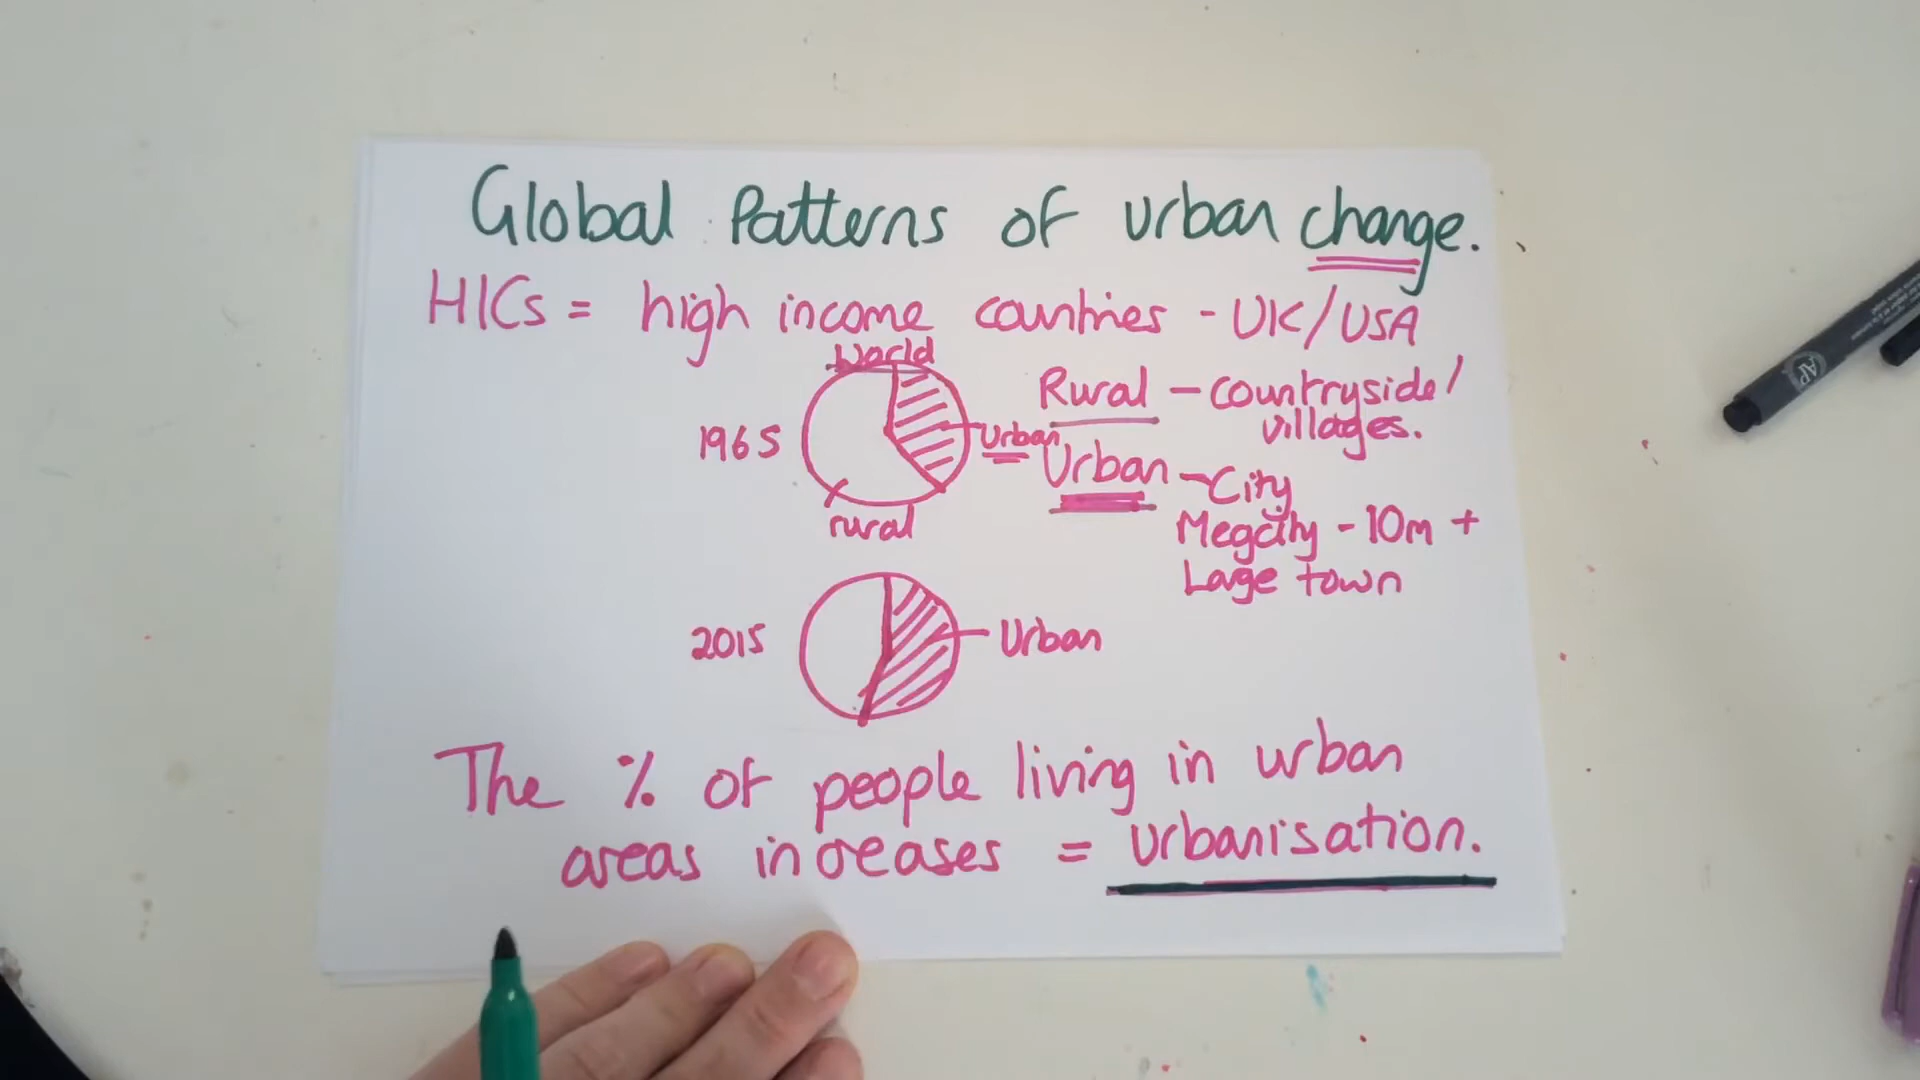 Global Patterns of urban change.
HICs = high income countries - UK/USA
World
1965
Urban
rural
Rural - countryside/
villages.
Urban - City
Megcity - 10m +
Lage town
2015
Urban
The % of people living in urban
areas increases = urbanisation.
AP